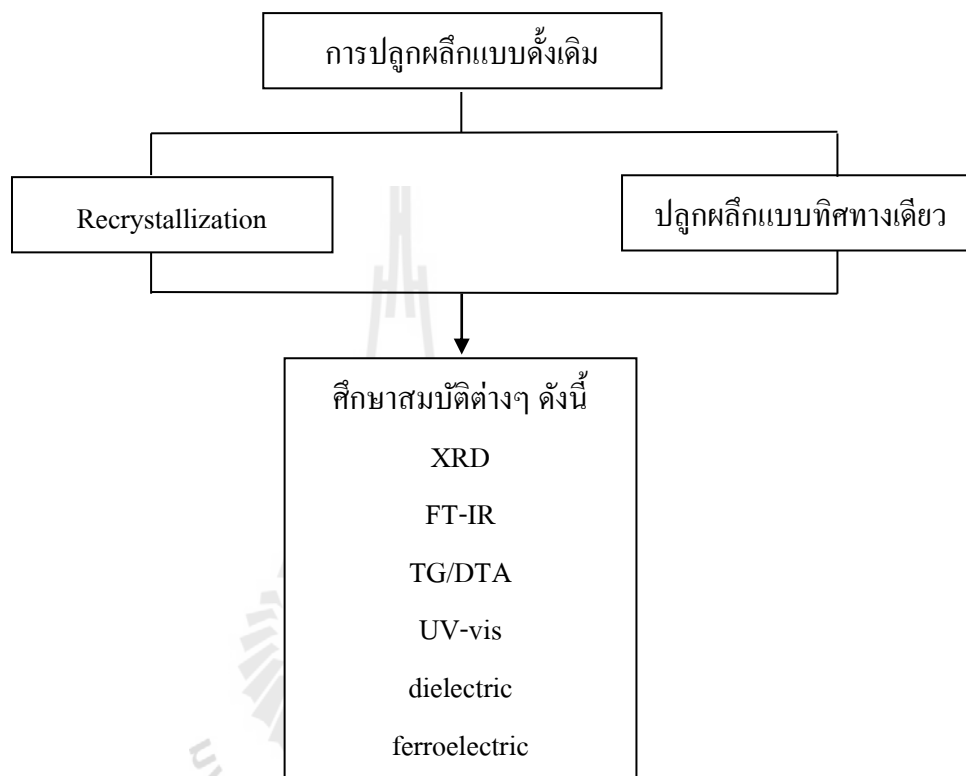 การปลูกผลึกแบบดั้งเดิม
Recrystallization
ปลูกผลึกแบบทิศทางเดียว
ศึกษาสมบัติต่างๆ ดังนี้
XRD
FT-IR
TG/DTA
UV-vis
dielectric
ferroelectric